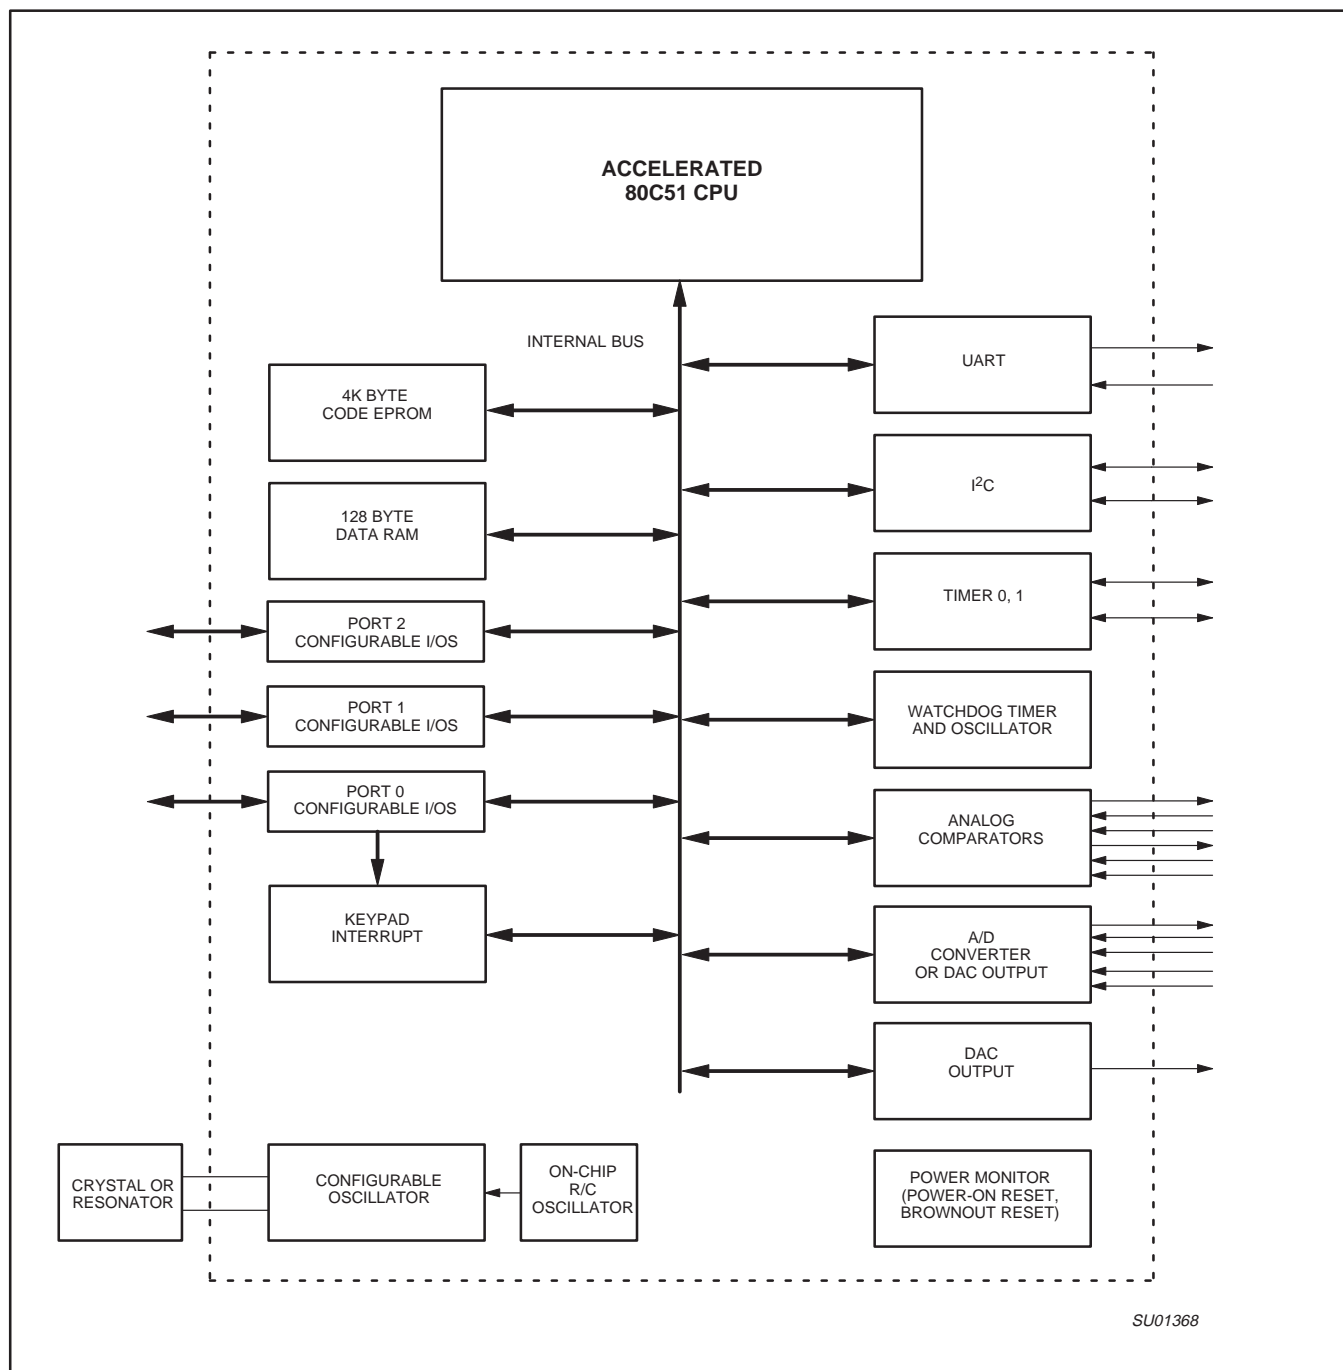 ACCELERATED
80C51 CPU
INTERNAL BUS
UART
4K BYTE
CODE EPROM
I²C
128 BYTE
DATA RAM
TIMER 0, 1
PORT 2
CONFIGURABLE I/OS
PORT 1
CONFIGURABLE I/OS
WATCHDOG TIMER
AND OSCILLATOR
PORT 0
CONFIGURABLE I/OS
ANALOG
COMPARATORS
KEYPAD
INTERRUPT
A/D
CONVERTER
OR DAC OUTPUT
DAC
OUTPUT
CRYSTAL OR
RESONATOR
CONFIGURABLE
OSCILLATOR
ON-CHIP
R/C
OSCILLATOR
POWER MONITOR
(POWER-ON RESET,
BROWNOUT RESET)
SU01368